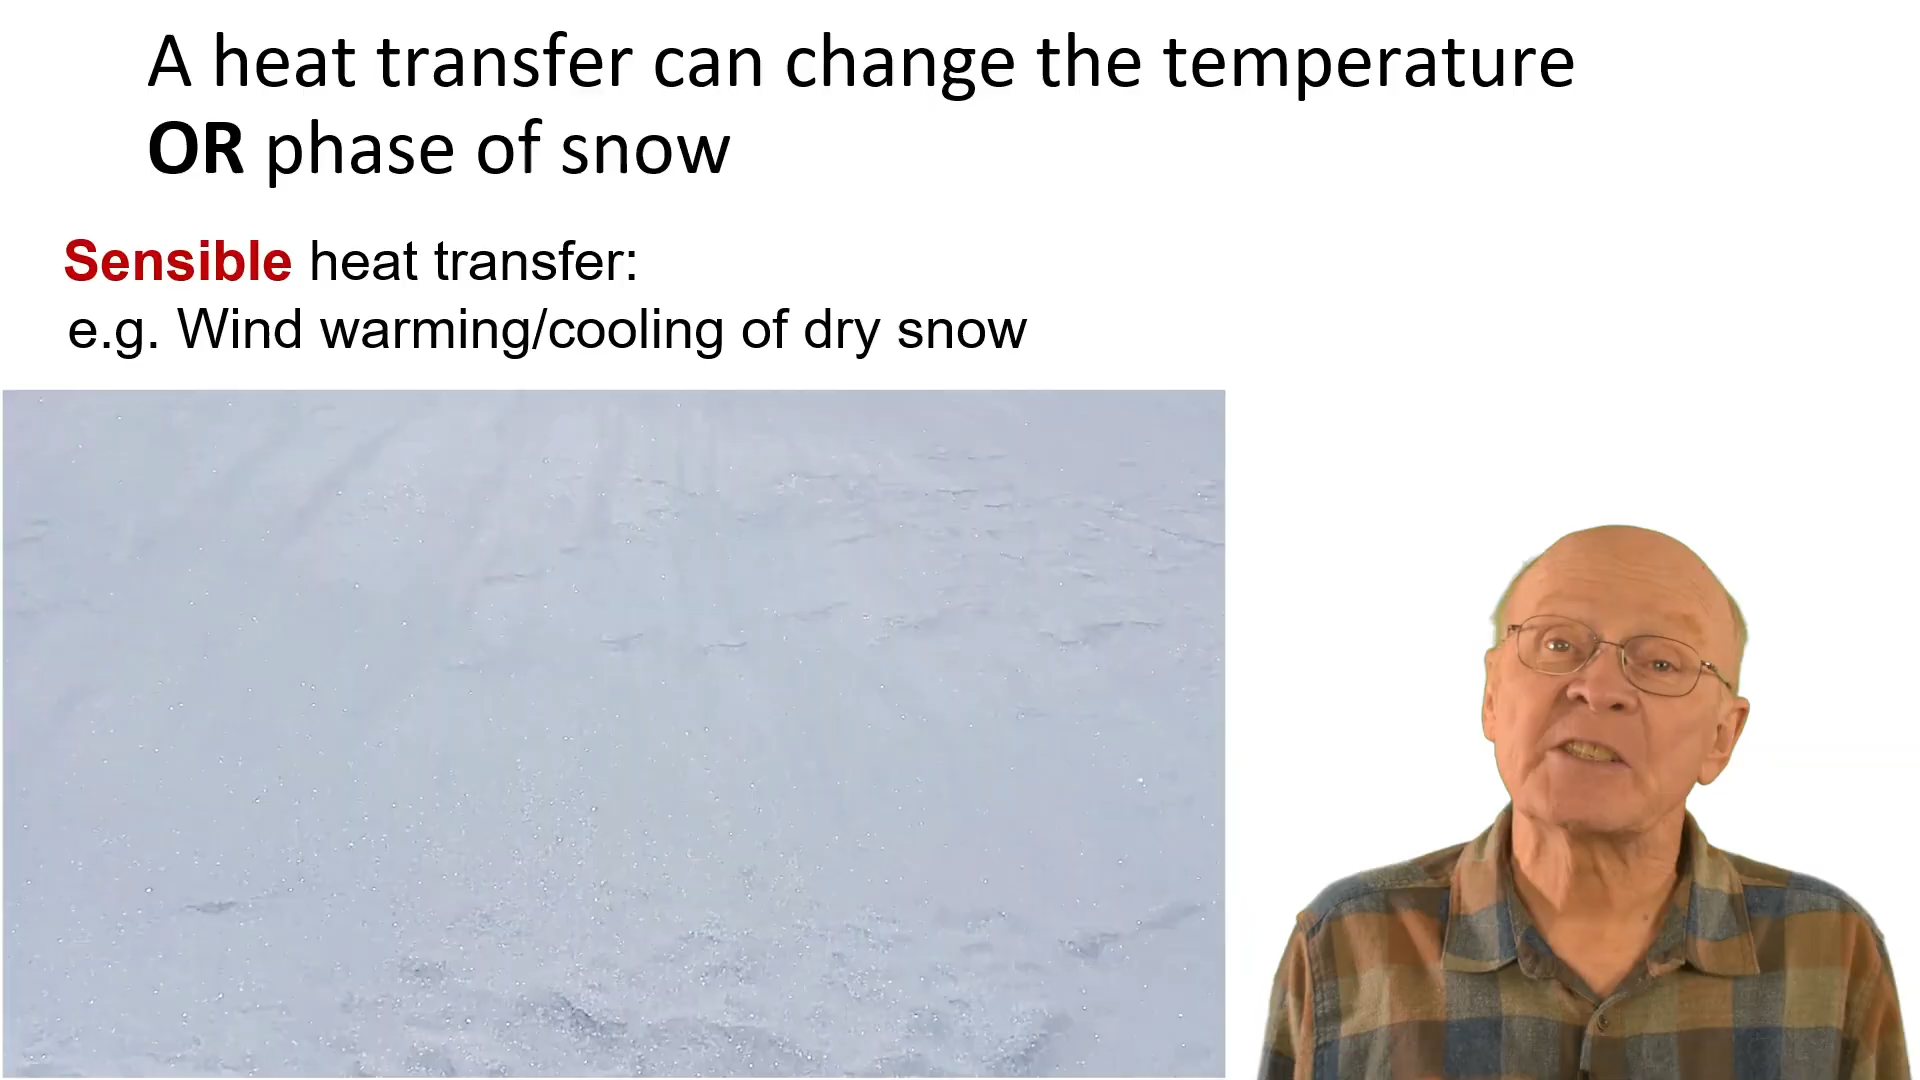 A heat transfer can change the temperature
OR phase of snow
Sensible heat transfer:
e.g. Wind warming/cooling of dry snow